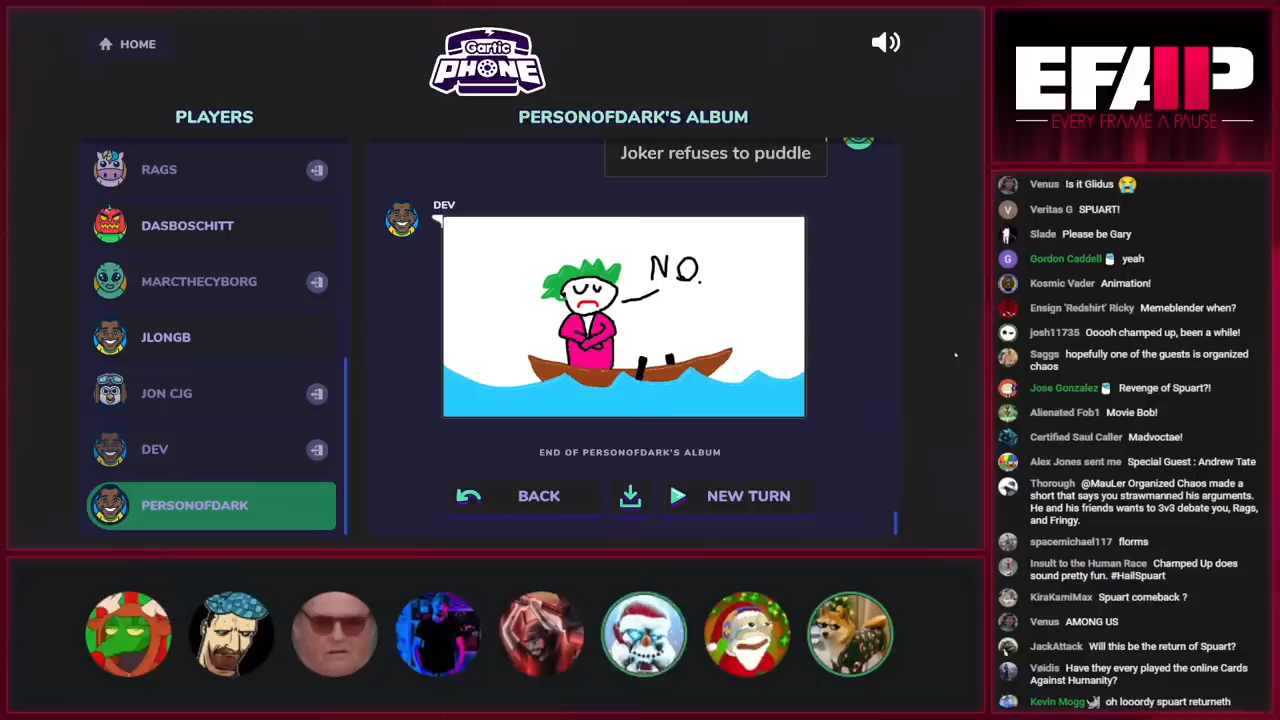 HOME
Gartic
PHONE
PLAYERS
RAGS
DASBOSCHITT
MARCTHECYBORG
JLONGB
JON CJG
DEV
PERSONOFDARK
PERSONOFDARK'S ALBUM
Joker refuses to puddle
DEV
NO.
END OF PERSONOFDARK'S ALBUM
BACK
NEW TURN
EFAP
EVERY FRAME A PAUSE
Venus Is it Glidus 😭
V Veritas G SPUART!
Slade Please be Gary
G Gordon Caddell yeah
Kosmic Vader Animation!
Ensign 'Redshirt' Ricky Memeblender when?
josh11735 Ooooh champed up, been a while!
Saggs hopefully one of the guests is organized
chaos
Jose Gonzalez Revenge of Spuart?!
Alienated Fob1 Movie Bob!
Certified Saul Caller Madvoctae!
Alex Jones sent me Special Guest : Andrew Tate
Thorough @MauLer Organized Chaos made a
short that says you strawmanned his arguments.
He and his friends wants to 3v3 debate you, Rags,
and Fringy.
spacemichael117 florms
Insult to the Human Race Champed Up does
sound pretty fun. #HailSpuart
KiraKamiMax Spuart comeback ?
Venus AMONG US
JackAttack Will this be the return of Spuart?
Vøidis Have they every played the online Cards
Against Humanity?
Kevin Mogg oh looordy spuart returneth